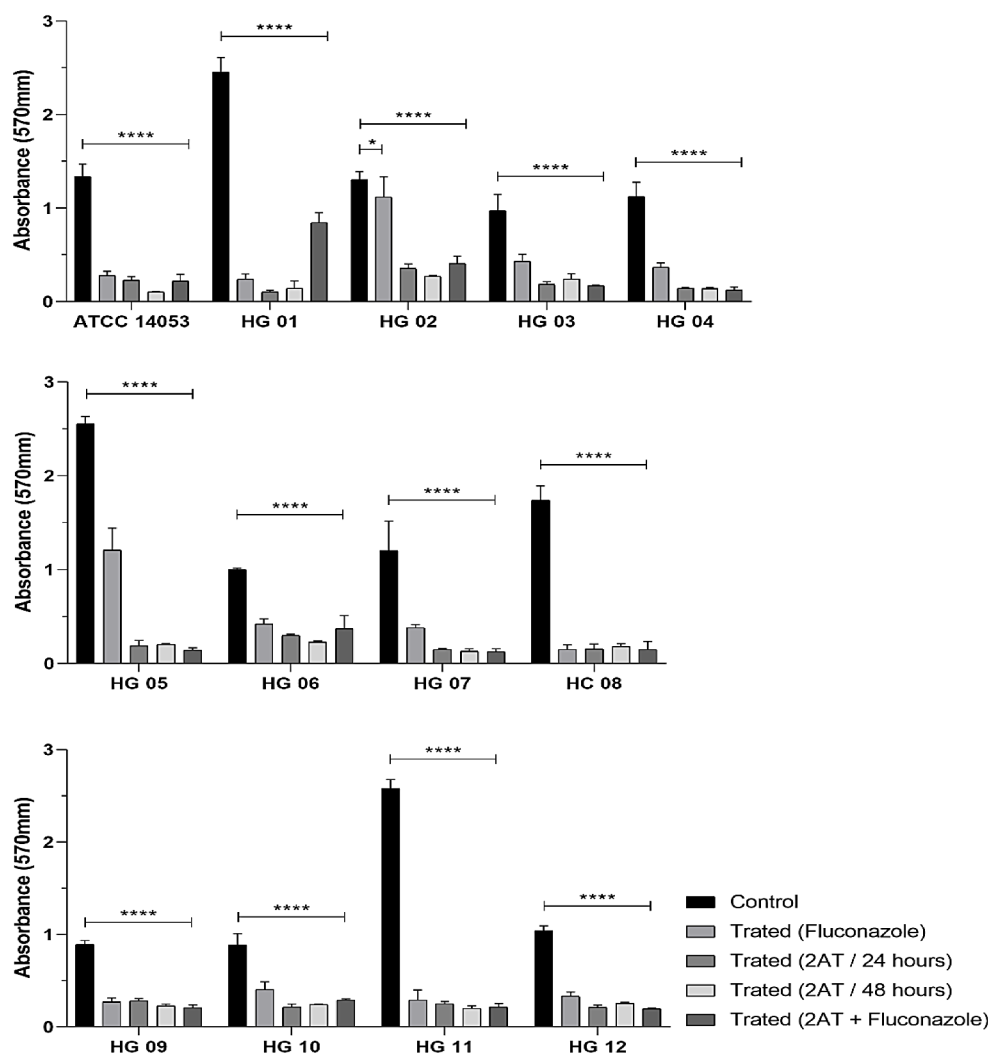 Absorbance (570mm)
3
2
1
0
****
****
****
*
****
****
ATCC 14053
HG 01
HG 02
HG 03
HG 04
Absorbance (570mm)
3
2
1
0
****
****
****
****
HG 05
HG 06
HG 07
HC 08
Absorbance (570mm)
3
2
1
0
****
****
****
****
HG 09
HG 10
HG 11
HG 12
Control
Trated (Fluconazole)
Trated (2AT / 24 hours)
Trated (2AT / 48 hours)
Trated (2AT + Fluconazole)